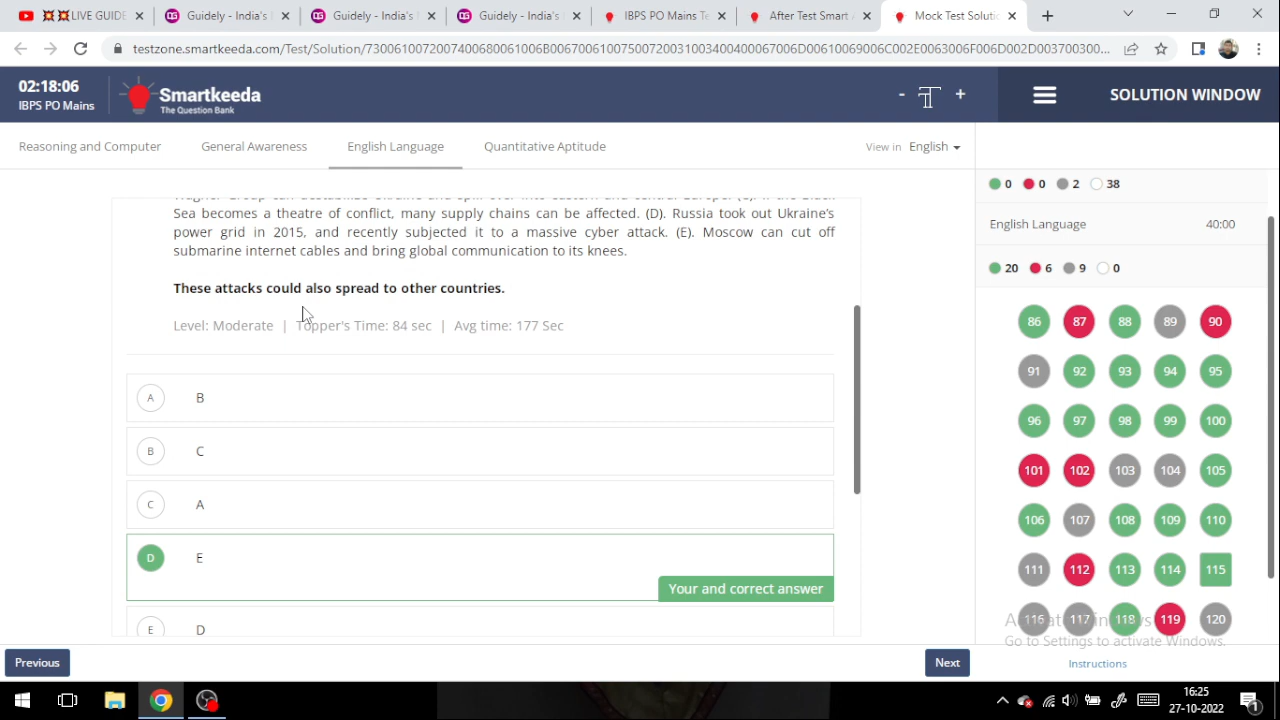 LIVE GUIDE
Guidely - India's
Guidely - India's
Guidely - India's
IBPS PO Mains Te
After Test Smart A
Mock Test Soluti
testzone.smartkeeda.com/Test/Solution/7300610072007400680061006B00670061007500720031003400400067006D00610069006C002E0063006F006D002D003700300...
02:18:06
IBPS PO Mains
Smartkeeda
The Question Bank
- T +
SOLUTION WINDOW
Reasoning and Computer
General Awareness
English Language
Quantitative Aptitude
View in English
0 0 2 38
Sea becomes a theatre of conflict, many supply chains can be affected. (D). Russia took out Ukraine's
power grid in 2015, and recently subjected it to a massive cyber attack. (E). Moscow can cut off
submarine internet cables and bring global communication to its knees.
These attacks could also spread to other countries.
Level: Moderate | Topper's Time: 84 sec | Avg time: 177 Sec
A B
B C
C A
D E
Your and correct answer
E D
English Language 40:00
20 6 9 0
86 87 88 89 90
91 92 93 94 95
96 97 98 99 100
101 102 103 104 105
106 107 108 109 110
111 112 113 114 115
116 117 118 119 120
Activate Windows
Go to Settings to activate Windows.
Previous
Next
Instructions
16:25
27-10-2022
1